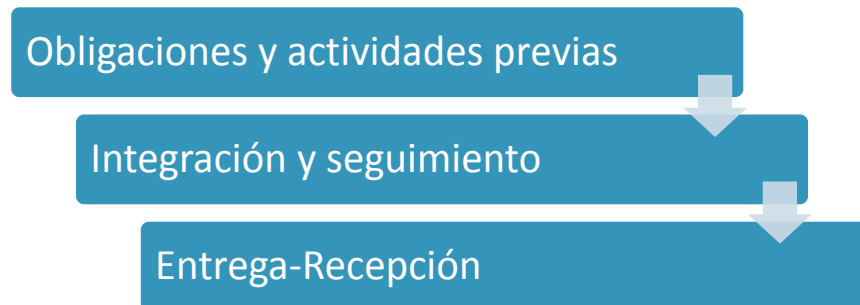 Obligaciones y actividades previas
Integración y seguimiento
Entrega-Recepción